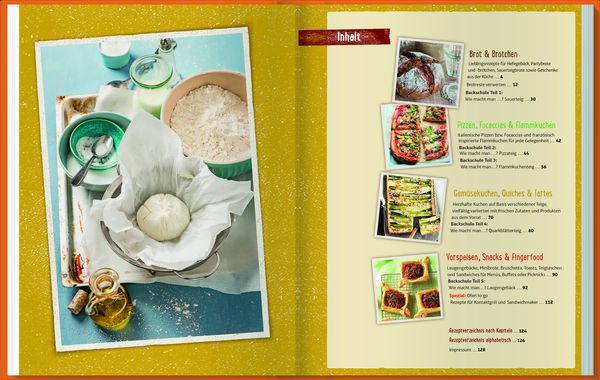 Inhalt
Brot & Brötchen
Lieblingsrezepte für Hefegebäck, Partybrote
und -brötchen, Sauerteigbrote sowie Geschenke
aus der Küche ... 4
Brotreste verwerten ... 12
Backschule Teil 1:
Wie macht man ...? Sauerteig ... 30
Pizzen, Focaccias & Flammkuchen
Italienische Pizzen bzw. Focaccias und französisch
inspirierte Flammkuchen für jede Gelegenheit ... 42
Backschule Teil 2:
Wie macht man ...? Pizzateig ... 44
Backschule Teil 3:
Wie macht man ...? Flammkuchenteig ... 56
Gemüsekuchen, Quiches & Tartes
Herzhafte Kuchen auf Basis verschiedener Teige,
vielfältig variierten mit frischen Zutaten und Produkten
aus dem Vorrat ... 70
Backschule Teil 4:
Wie macht man ...? Quarkblätterteig ... 80
Vorspeisen, Snacks & Fingerfood
Laugengebäcke, Minibrote, Bruschetta, Toasts, Teigtaschen
und Sandwiches für Menüs, Buffets oder Picknicks ... 90
Backschule Teil 5:
Wie macht man ...? Laugengebäck ... 92
Spezial: Ofen to go
Rezepte für Kontaktgrill und Sandwichmaker ... 112
Rezeptverzeichnis nach Kapiteln ... 124
Rezeptverzeichnis alphabetisch ... 126
Impressum ... 128